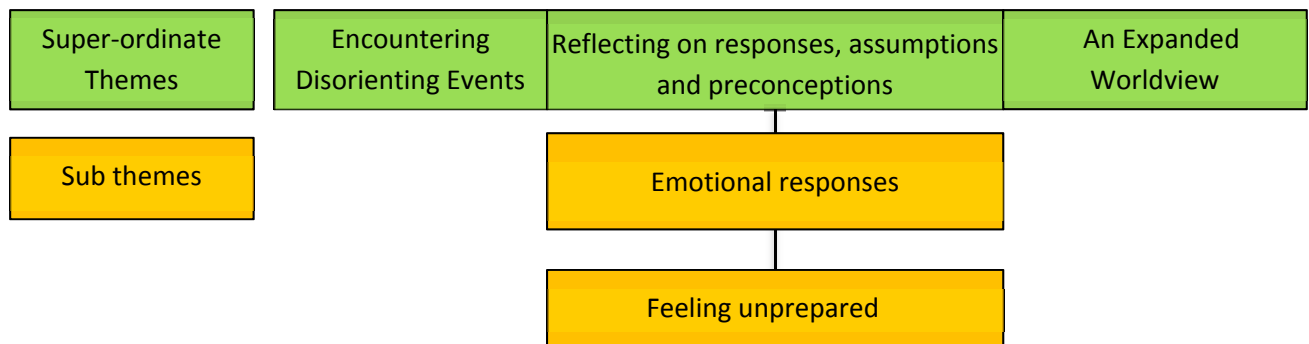 Super-ordinate
Themes
Encountering
Disorienting Events
Reflecting on responses, assumptions
and preconceptions
An Expanded
Worldview
Sub themes
Emotional responses
Feeling unprepared